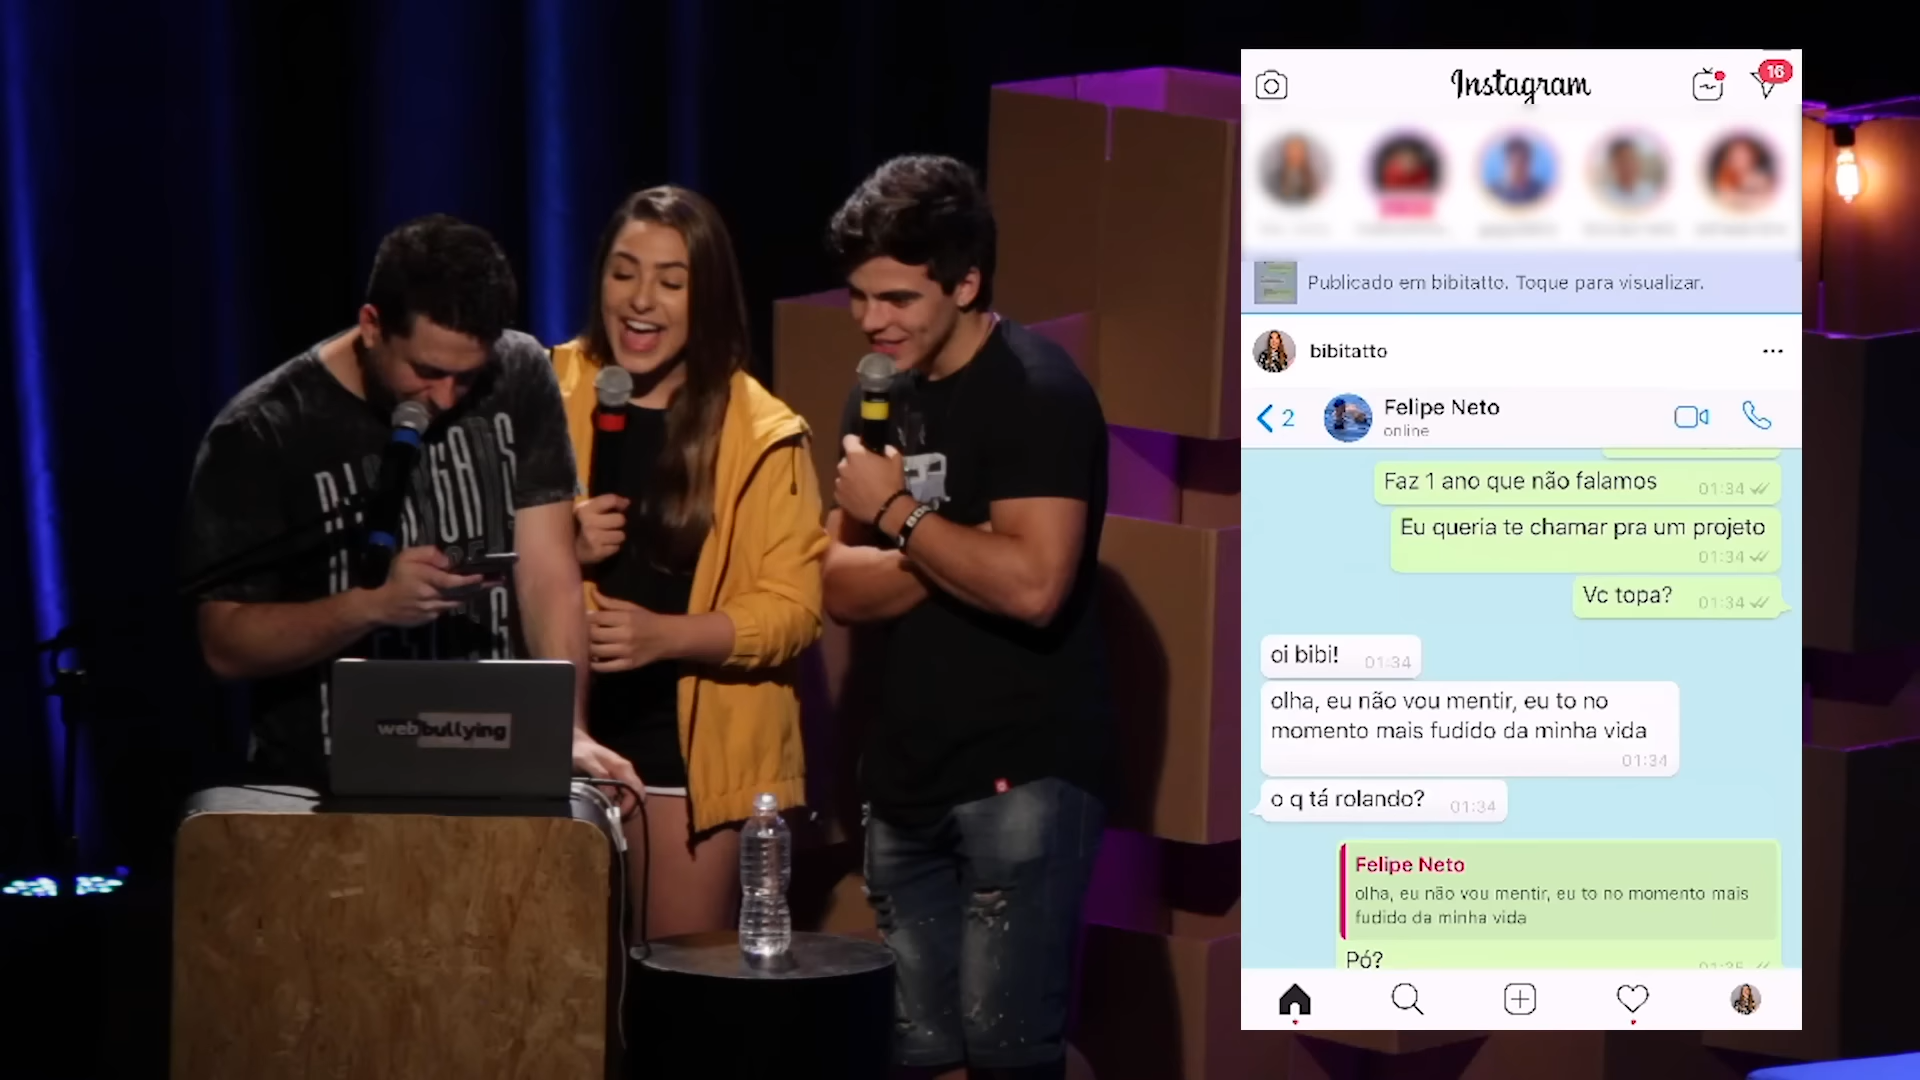 Instagram
16
Publicado em bibitatto. Toque para visualizar.
bibitatto
2
Felipe Neto
online
Faz 1 ano que não falamos 01:34
Eu queria te chamar pra um projeto
01:34
Vc topa? 01:34
oi bibi! 01:34
olha, eu não vou mentir, eu to no
momento mais fudido da minha vida
01:34
o q tá rolando? 01:34
Felipe Neto
olha, eu não vou mentir, eu to no momento mais
fudido da minha vida
Pó?
webbullying